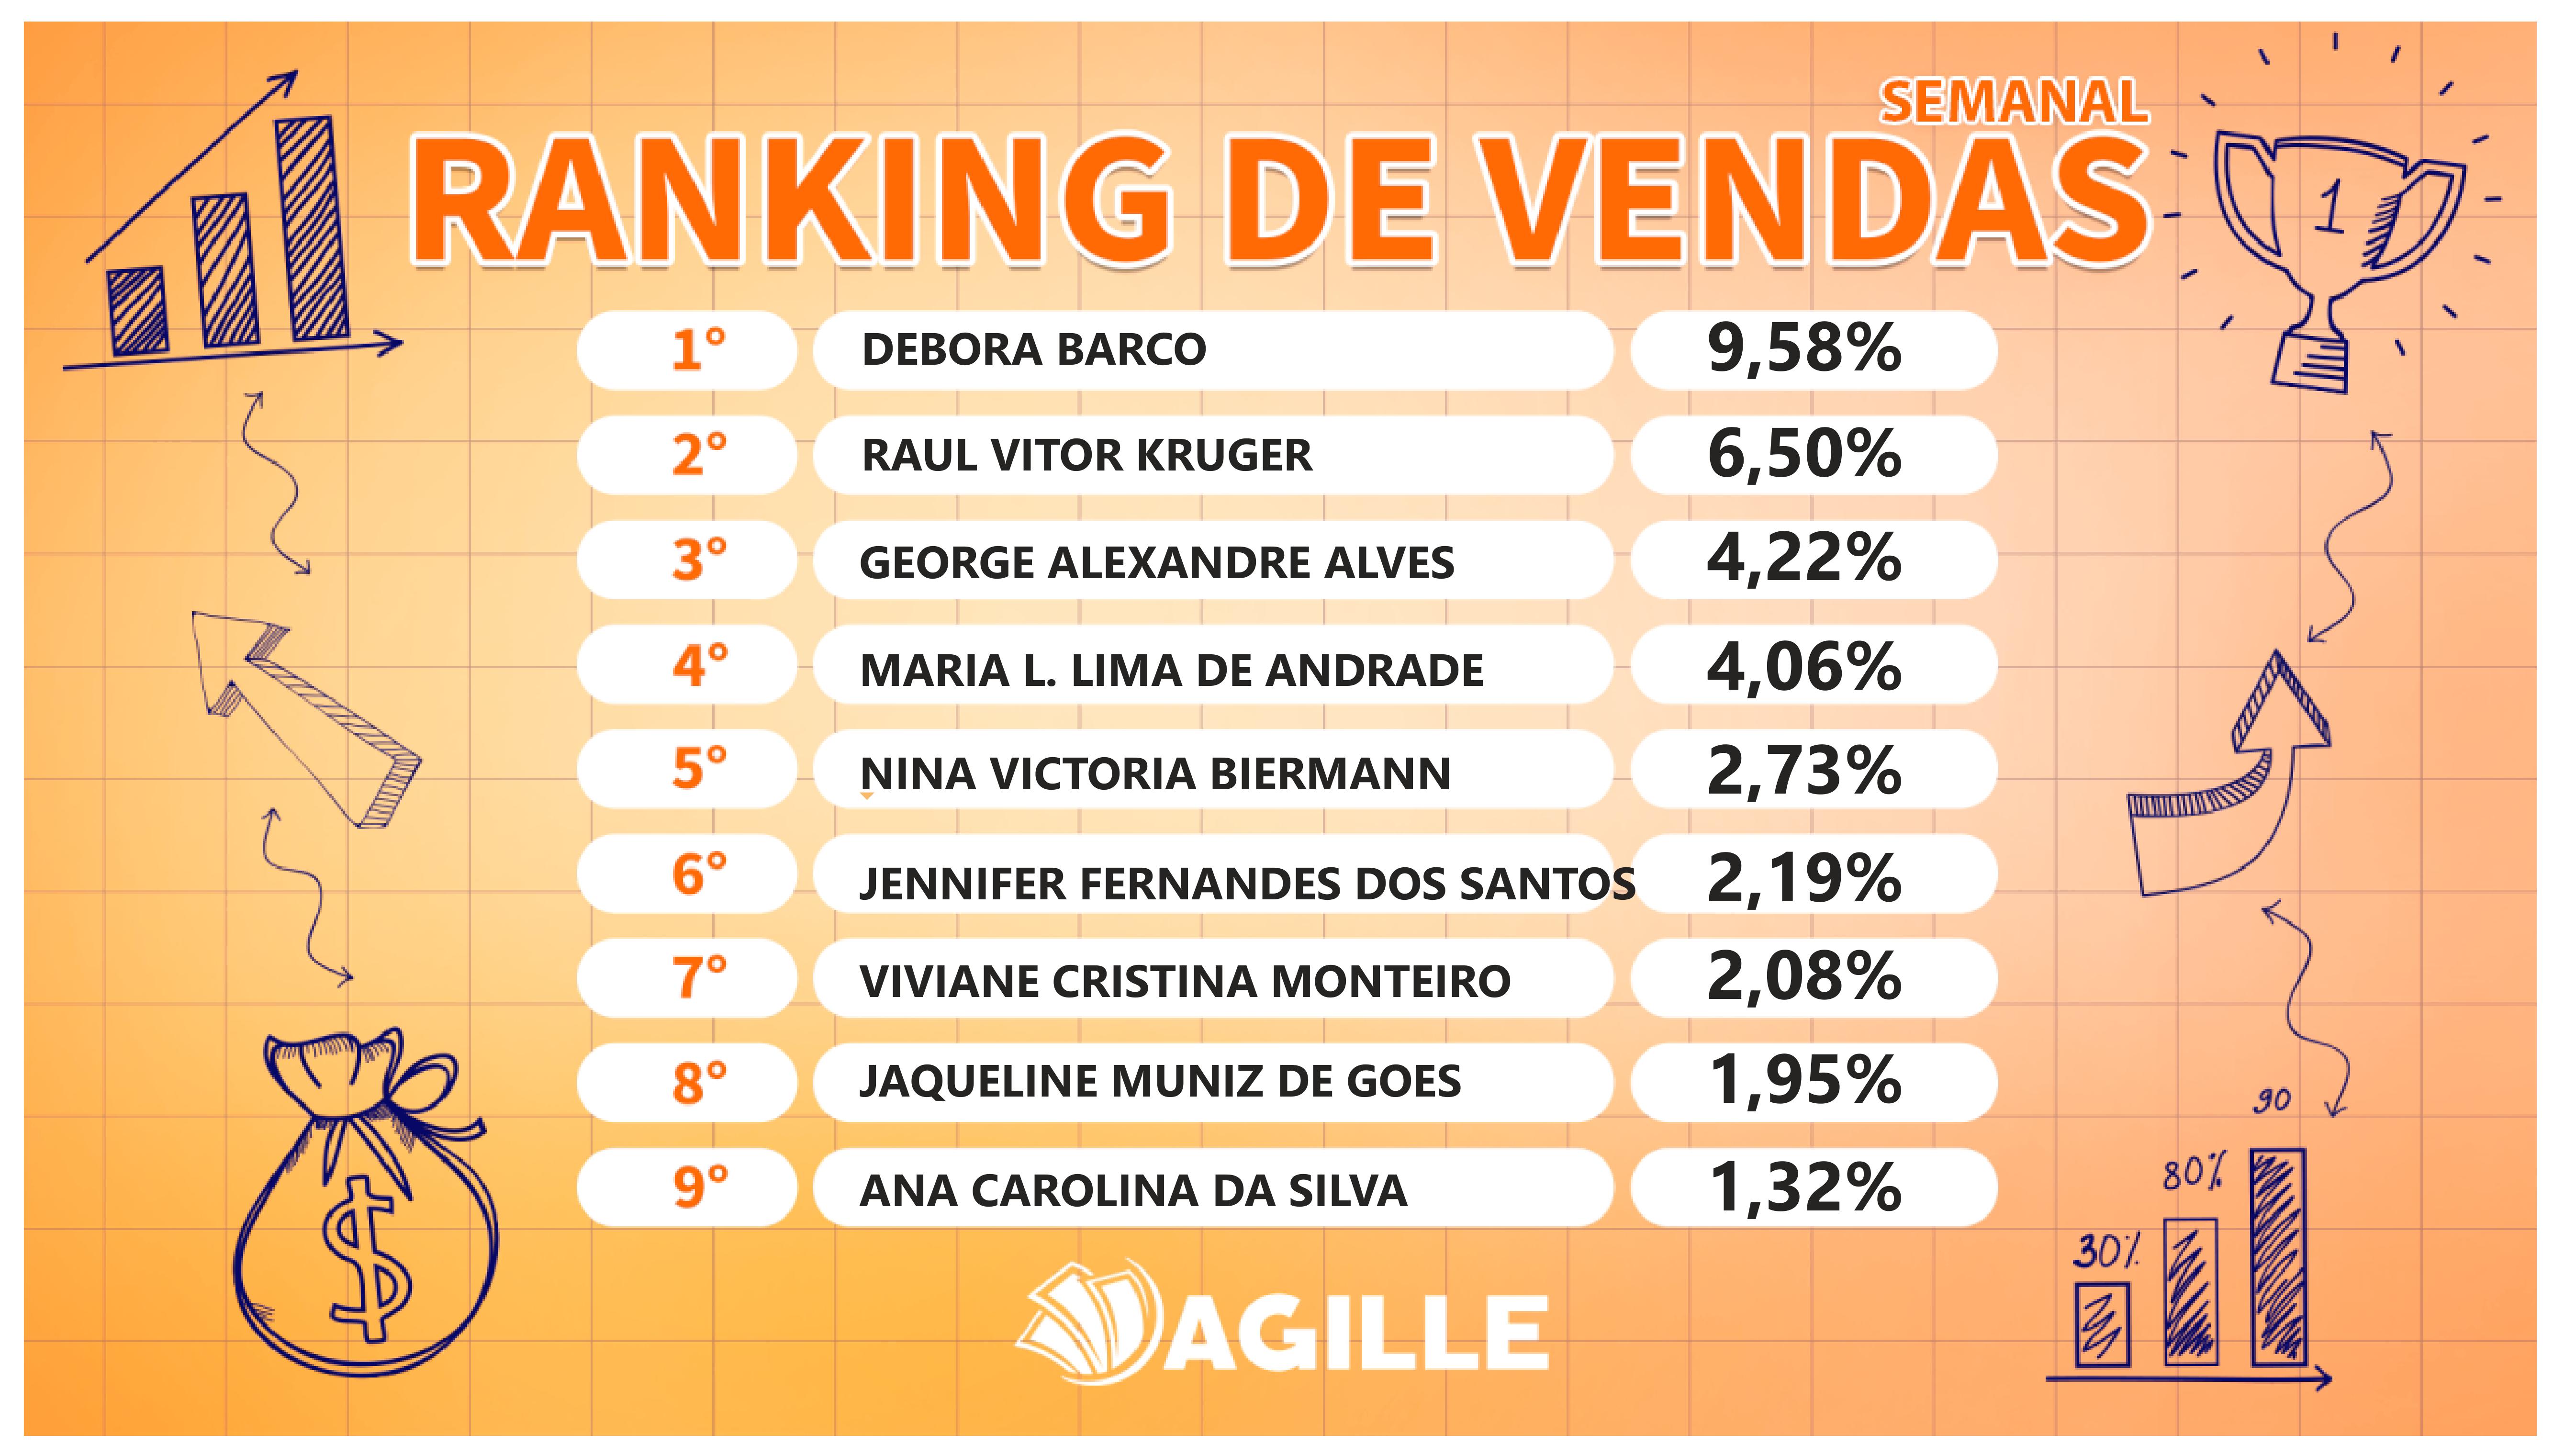 SEMANAL
RANKING DE VENDAS
1
1° DEBORA BARCO 9,58%
2° RAUL VITOR KRUGER 6,50%
3° GEORGE ALEXANDRE ALVES 4,22%
4° MARIA L. LIMA DE ANDRADE 4,06%
5° NINA VICTORIA BIERMANN 2,73%
6° JENNIFER FERNANDES DOS SANTOS 2,19%
7° VIVIANE CRISTINA MONTEIRO 2,08%
8° JAQUELINE MUNIZ DE GOES 1,95%
9° ANA CAROLINA DA SILVA 1,32%
$
90
80%
30%
AGILLE